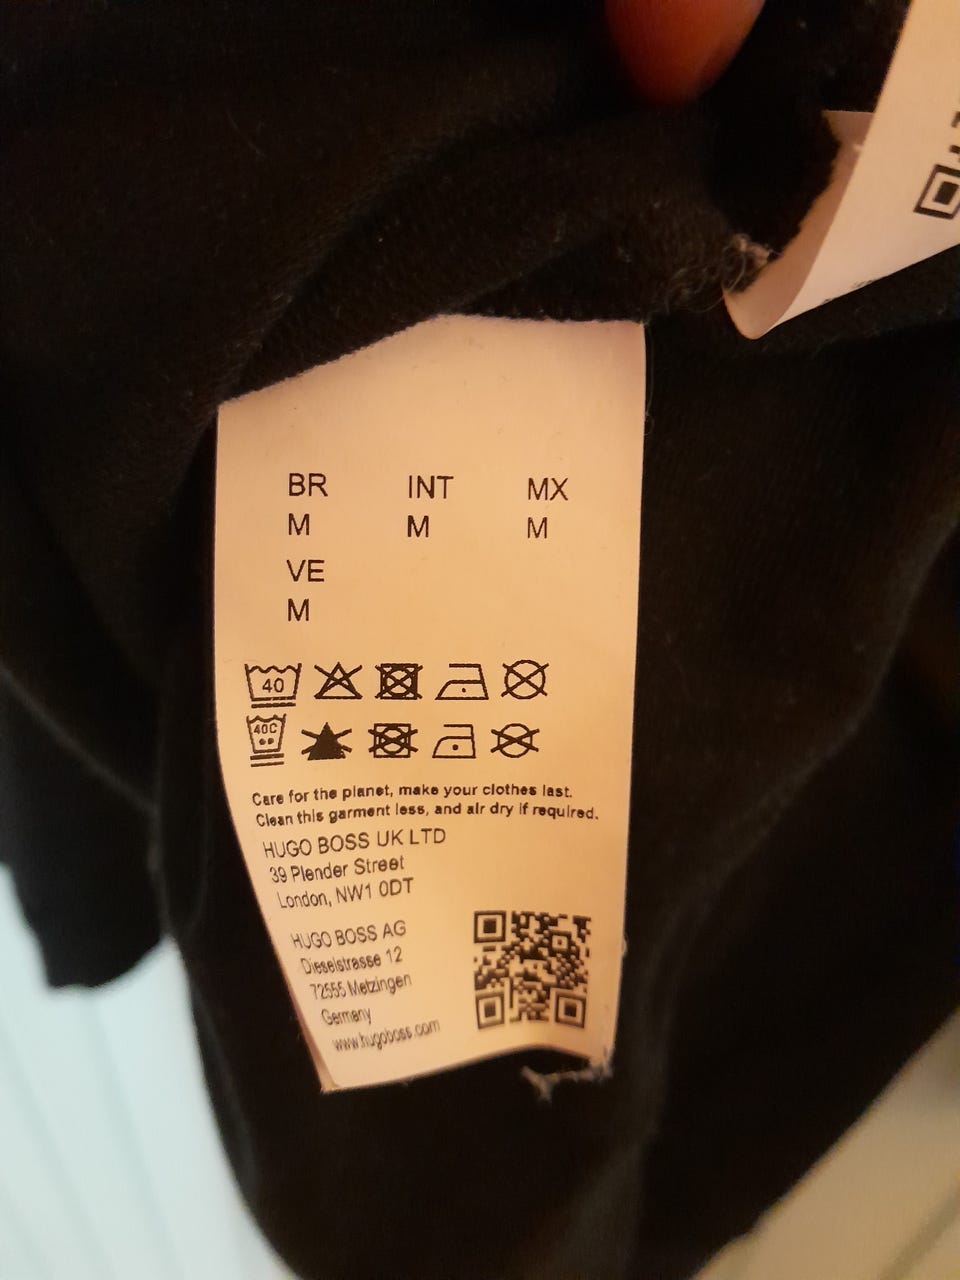 BR INT MX
M M M
VE
M
40
40C
Care for the planet, make your clothes last.
Clean this garment less, and air dry if required.
HUGO BOSS UK LTD
39 Plender Street
London, NW1 0DT
HUGO BOSS AG
Dieselstrasse 12
72555 Metzingen
Germany
www.hugoboss.com